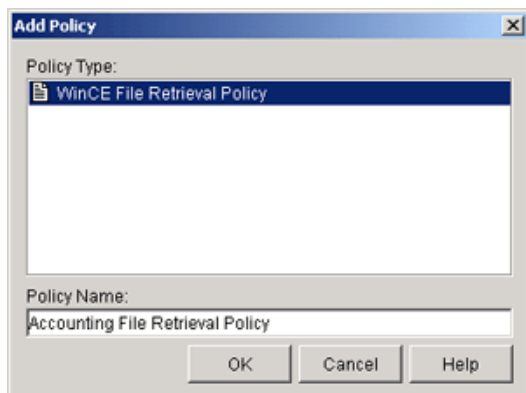 Add Policy
Policy Type:
WinCE File Retrieval Policy
Policy Name:
Accounting File Retrieval Policy
OK Cancel Help